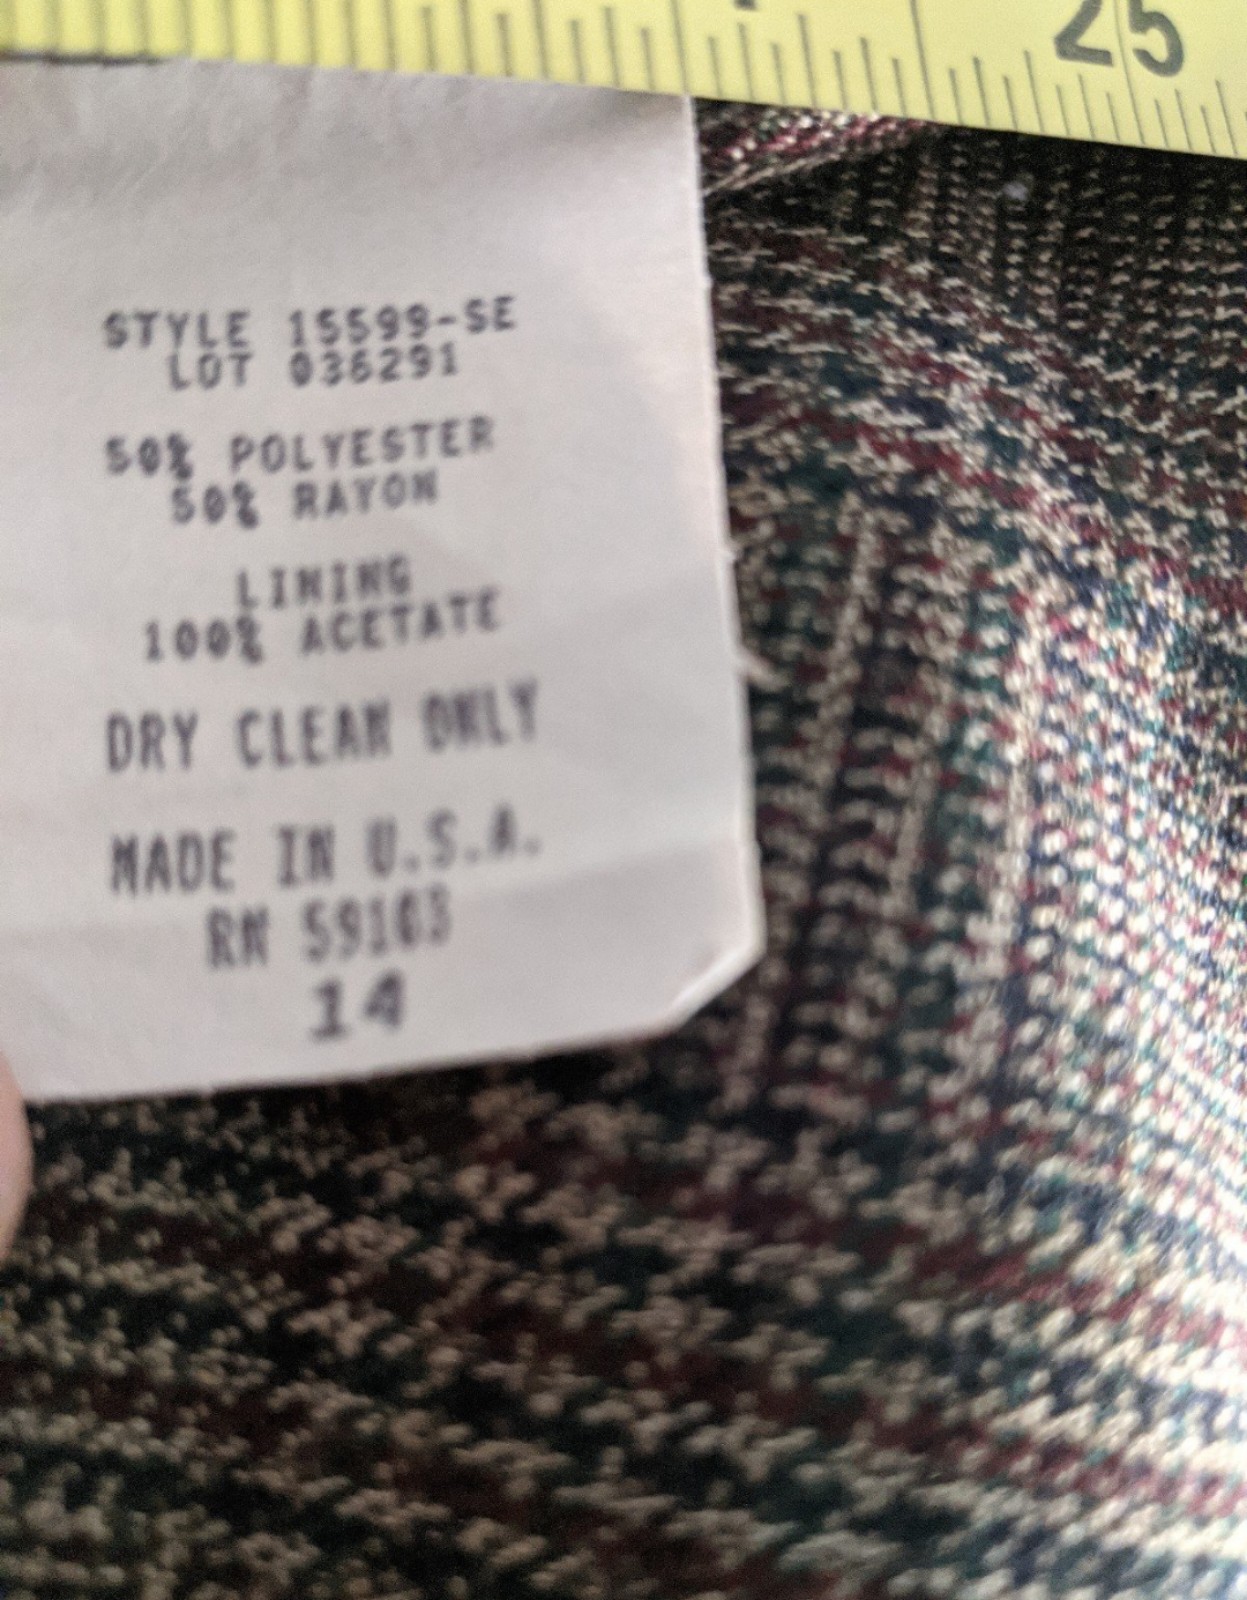 25
STYLE 15599-SE
LOT 036291
50% POLYESTER
50% RAYON
LINING
100% ACETATE
DRY CLEAN ONLY
MADE IN U.S.A.
RN 59103
14